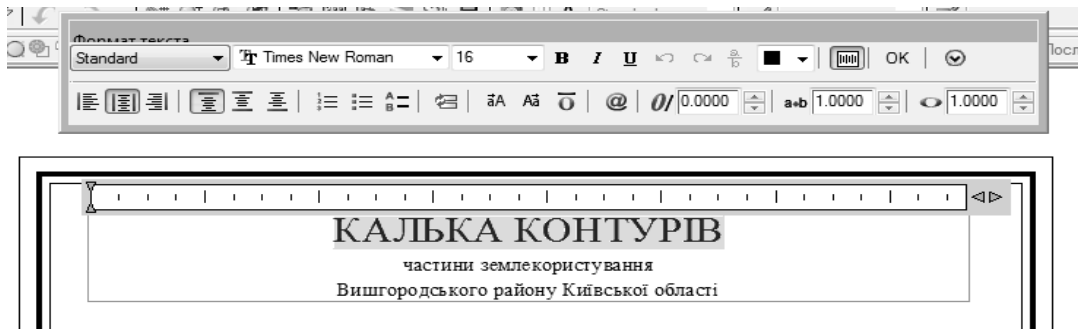 Формат текста
Посл
Standard Times New Roman 16 B I U OK
0.0000 a•b 1.0000 1.0000
КАЛЬКА КОНТУРІВ
частини землекористування
Вишгородського району Київської області